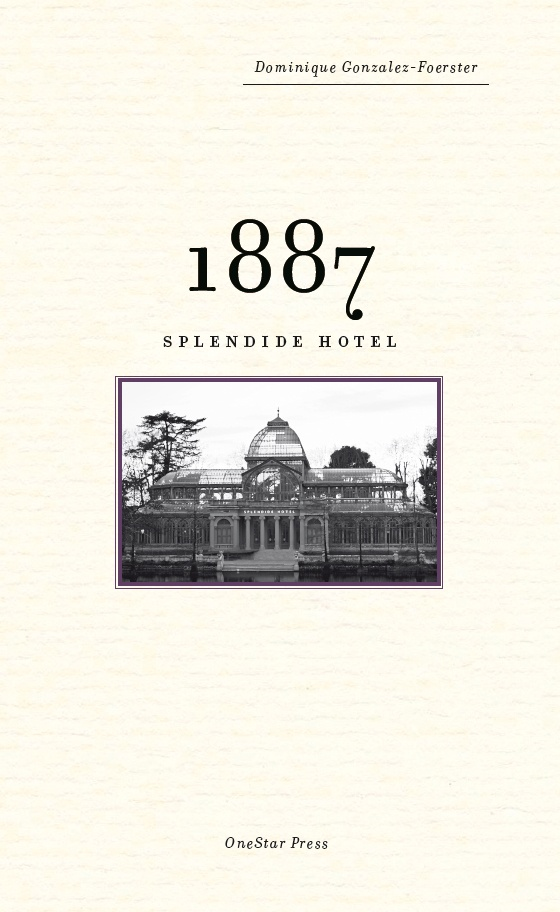 Dominique Gonzalez-Foerster
1887
SPLENDIDE HOTEL
SPLENDIDE HOTEL
OneStar Press